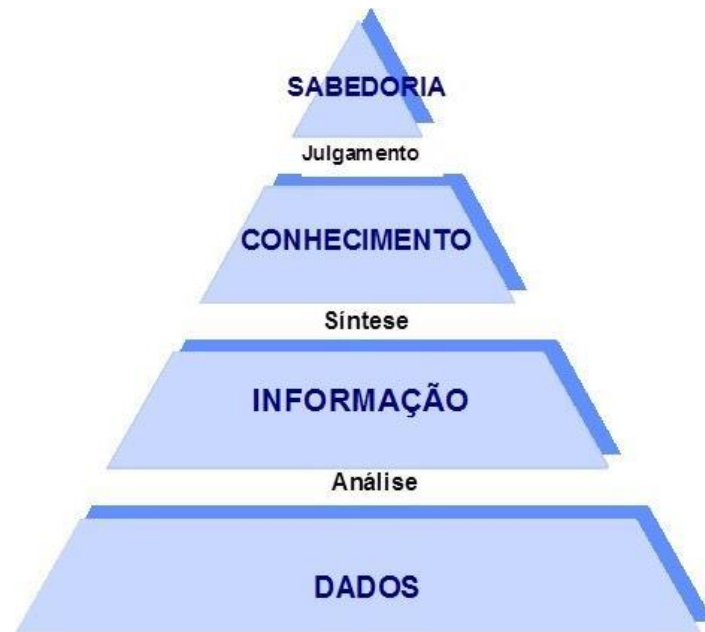 SABEDORIA
Julgamento
CONHECIMENTO
Síntese
INFORMAÇÃO
Análise
DADOS